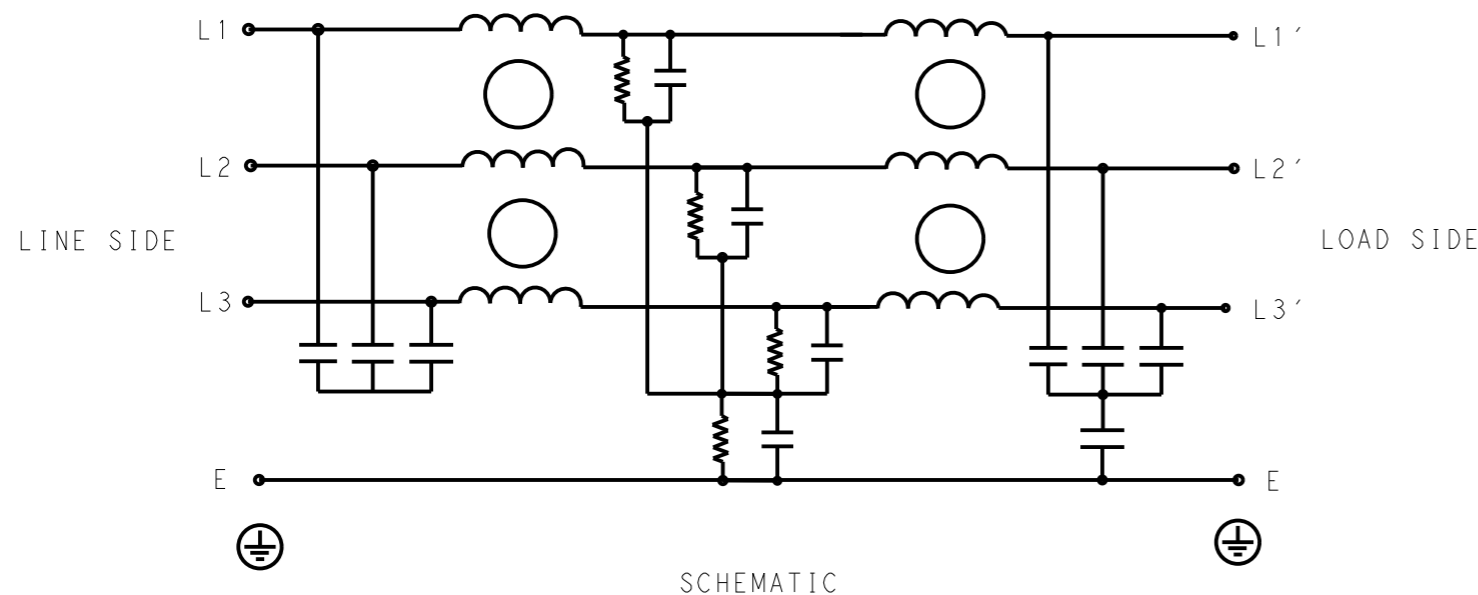 L1
L1′
L2
L2′
LINE SIDE
LOAD SIDE
L3
L3′
E
E
SCHEMATIC